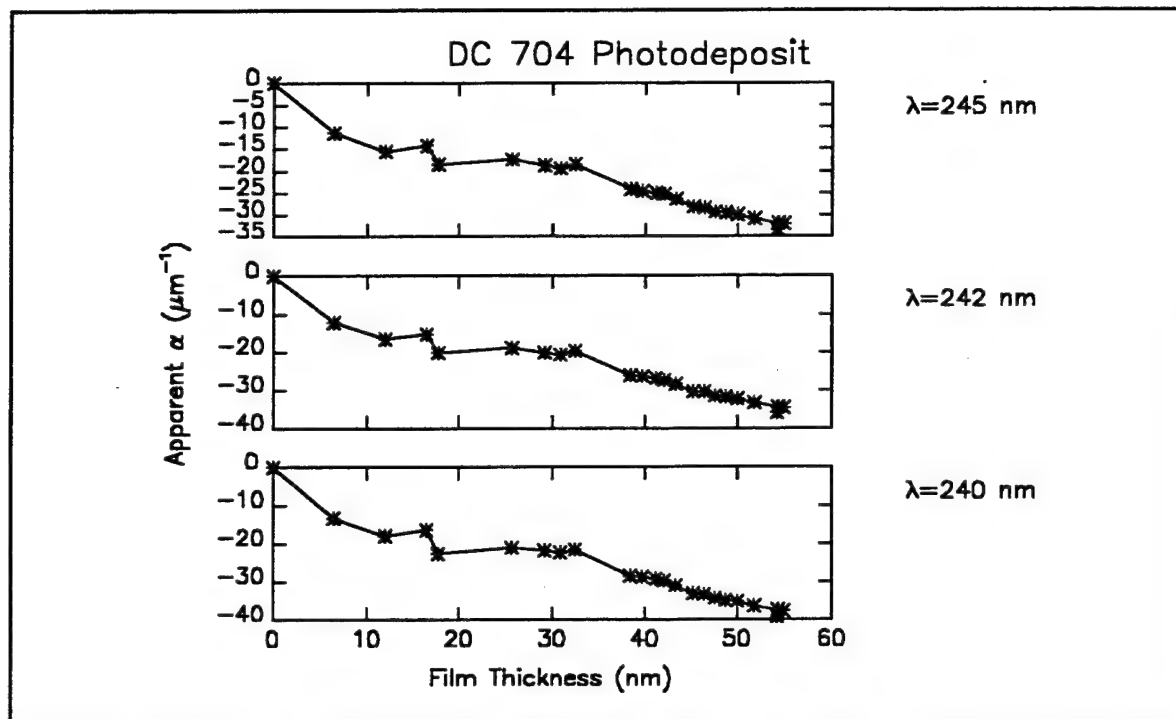 DC 704 Photodeposit
0
-5
-10
-15
-20
-25
-30
-35
λ=245 nm
0
-10
-20
-30
-40
λ=242 nm
Apparent α (μm⁻¹)
0
-10
-20
-30
-40
λ=240 nm
0 10 20 30 40 50 60
Film Thickness (nm)